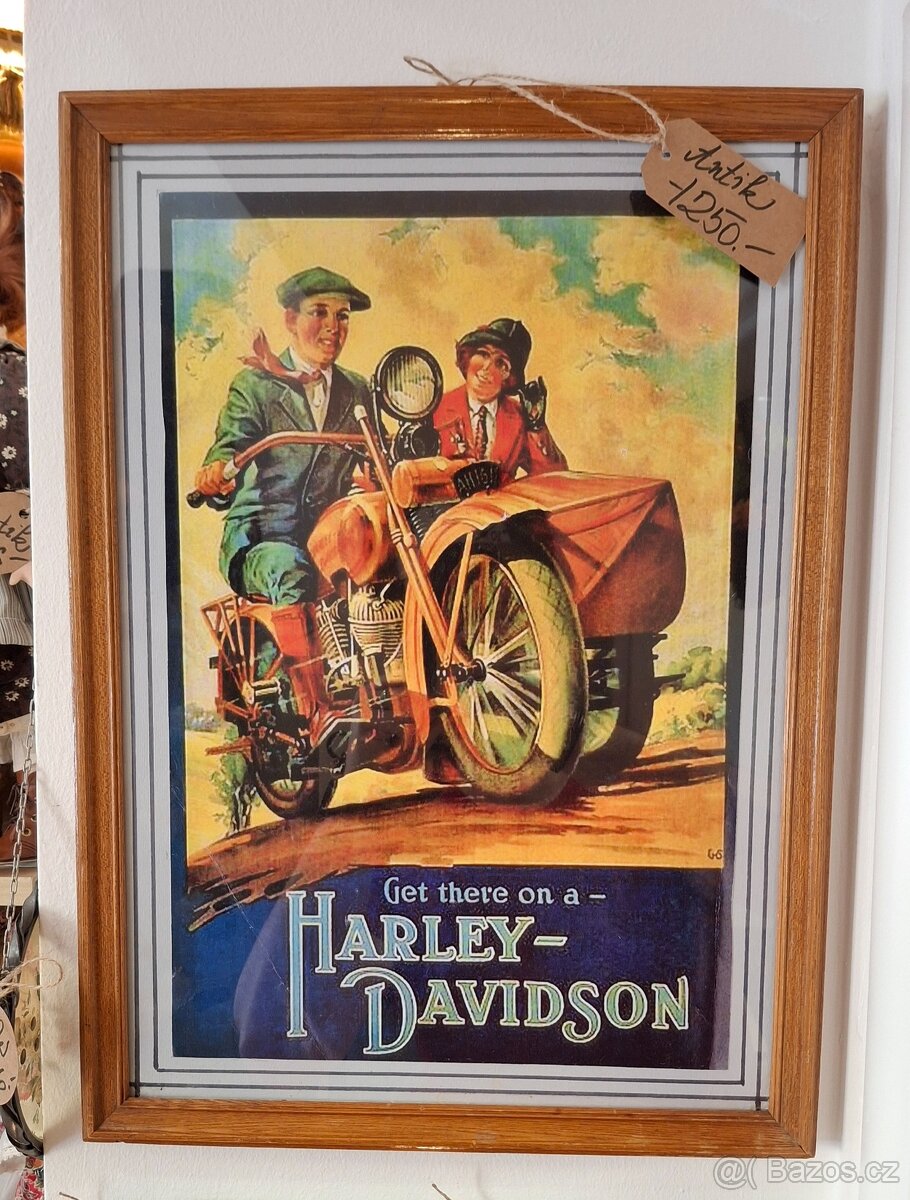 Antik
-1250.-
Get there on a -
HARLEY-
DAVIDSON
GS
@( Bazos.cz